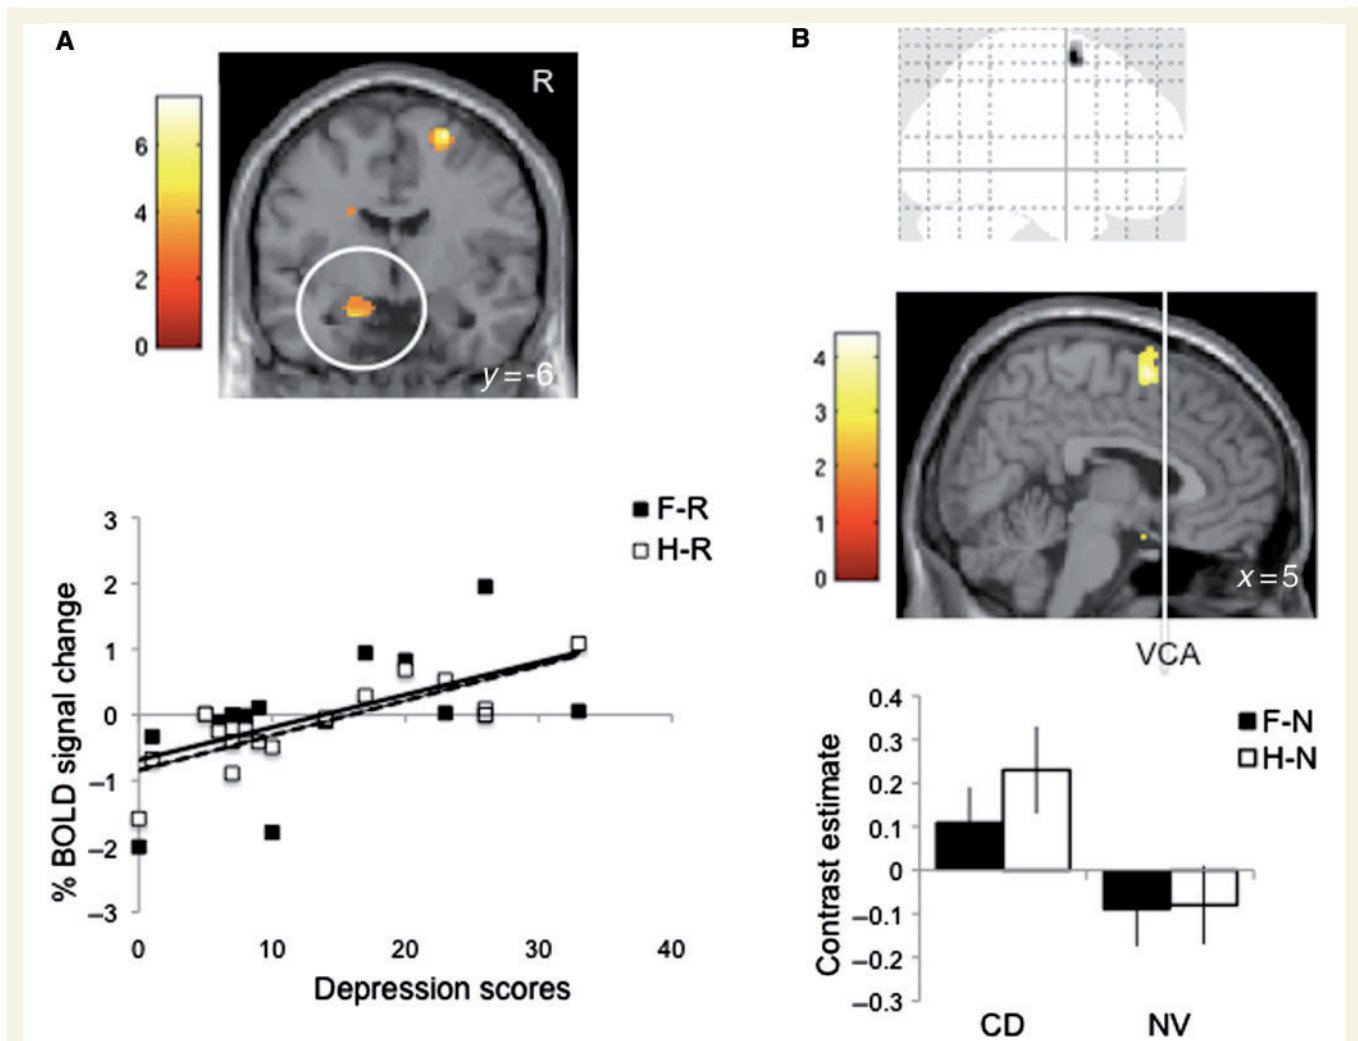 A
R
6
4
2
0
y = -6
F-R
H-R
3
2
1
0
–1
–2
–3
% BOLD signal change
0 10 20 30 40
Depression scores
B
4
3
2
1
0
x = 5
VCA
F-N
H-N
0.4
0.3
0.2
0.1
0
–0.1
–0.2
–0.3
Contrast estimate
CD NV